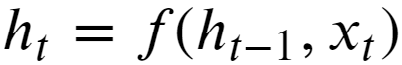 h_t = f(h_{t-1}, x_t)